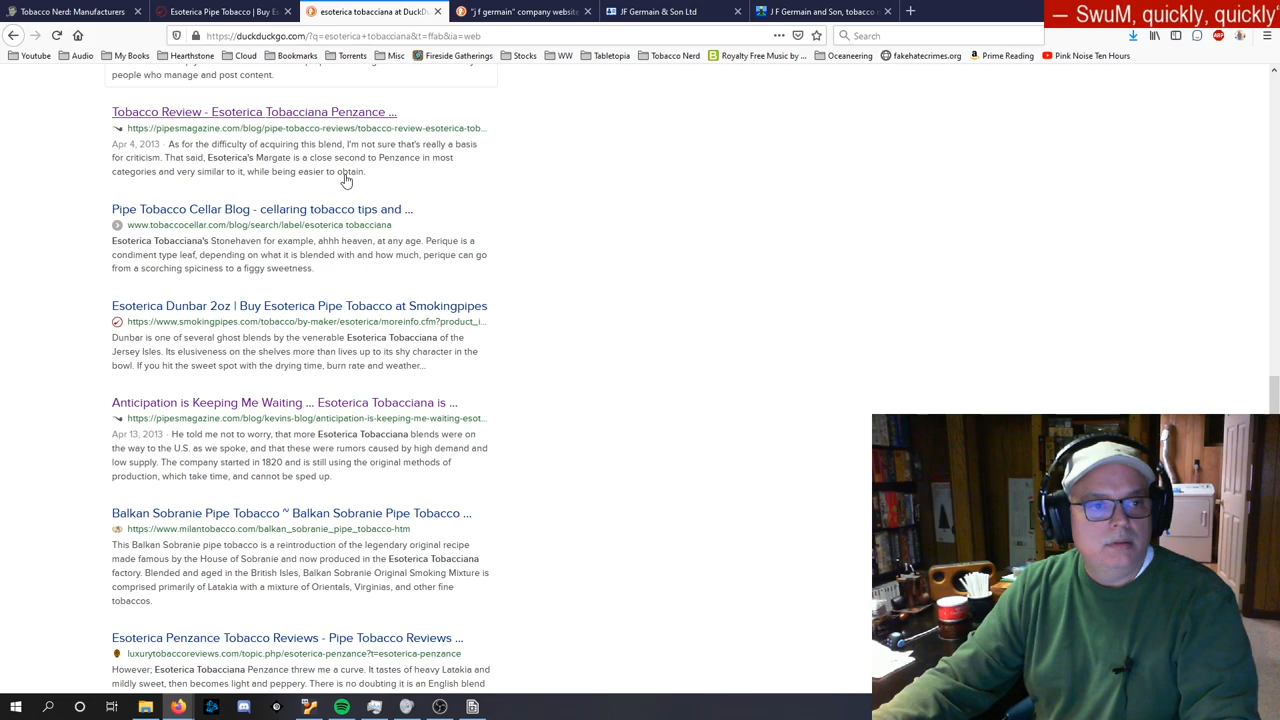 Tobacco Nerd: Manufacturers
Esoterica Pipe Tobacco | Buy Es
esoterica tobacciana at DuckDu
"j f germain" company website
JF Germain & Son Ltd
J F Germain and Son, tobacco n
— SwuM, quickly, quickly
https://duckduckgo.com/?q=esoterica+tobacciana&t=ffab&ia=web
Search
Youtube
Audio
My Books
Hearthstone
Cloud
Bookmarks
Torrents
Misc
Fireside Gatherings
Stocks
WW
Tabletopia
Tobacco Nerd
Royalty Free Music by ...
Oceaneering
fakehatecrimes.org
Prime Reading
Pink Noise Ten Hours
people who manage and post content.
Tobacco Review - Esoterica Tobacciana Penzance ...
https://pipesmagazine.com/blog/pipe-tobacco-reviews/tobacco-review-esoterica-tob...
Apr 4, 2013 · As for the difficulty of acquiring this blend, I'm not sure that's really a basis
for criticism. That said, Esoterica's Margate is a close second to Penzance in most
categories and very similar to it, while being easier to obtain.
Pipe Tobacco Cellar Blog - cellaring tobacco tips and ...
www.tobaccocellar.com/blog/search/label/esoterica tobacciana
Esoterica Tobacciana's Stonehaven for example, ahhh heaven, at any age. Perique is a
condiment type leaf, depending on what it is blended with and how much, perique can go
from a scorching spiciness to a figgy sweetness.
Esoterica Dunbar 2oz | Buy Esoterica Pipe Tobacco at Smokingpipes
https://www.smokingpipes.com/tobacco/by-maker/esoterica/moreinfo.cfm?product_i...
Dunbar is one of several ghost blends by the venerable Esoterica Tobacciana of the
Jersey Isles. Its elusiveness on the shelves more than lives up to its shy character in the
bowl. If you hit the sweet spot with the drying time, burn rate and weather...
Anticipation is Keeping Me Waiting ... Esoterica Tobacciana is ...
https://pipesmagazine.com/blog/kevins-blog/anticipation-is-keeping-me-waiting-esot...
Apr 13, 2013 · He told me not to worry, that more Esoterica Tobacciana blends were on
the way to the U.S. as we spoke, and that these were rumors caused by high demand and
low supply. The company started in 1820 and is still using the original methods of
production, which take time, and cannot be sped up.
Balkan Sobranie Pipe Tobacco ~ Balkan Sobranie Pipe Tobacco ...
https://www.milantobacco.com/balkan_sobranie_pipe_tobacco-htm
This Balkan Sobranie pipe tobacco is a reintroduction of the legendary original recipe
made famous by the House of Sobranie and now produced in the Esoterica Tobacciana
factory. Blended and aged in the British Isles, Balkan Sobranie Original Smoking Mixture is
comprised primarily of Latakia with a mixture of Orientals, Virginias, and other fine
tobaccos.
Esoterica Penzance Tobacco Reviews - Pipe Tobacco Reviews ...
luxurytobaccoreviews.com/topic.php/esoterica-penzance?t=esoterica-penzance
However; Esoterica Tobacciana Penzance threw me a curve. It tastes of heavy Latakia and
mildly sweet, then becomes light and peppery. There is no doubting it is an English blend